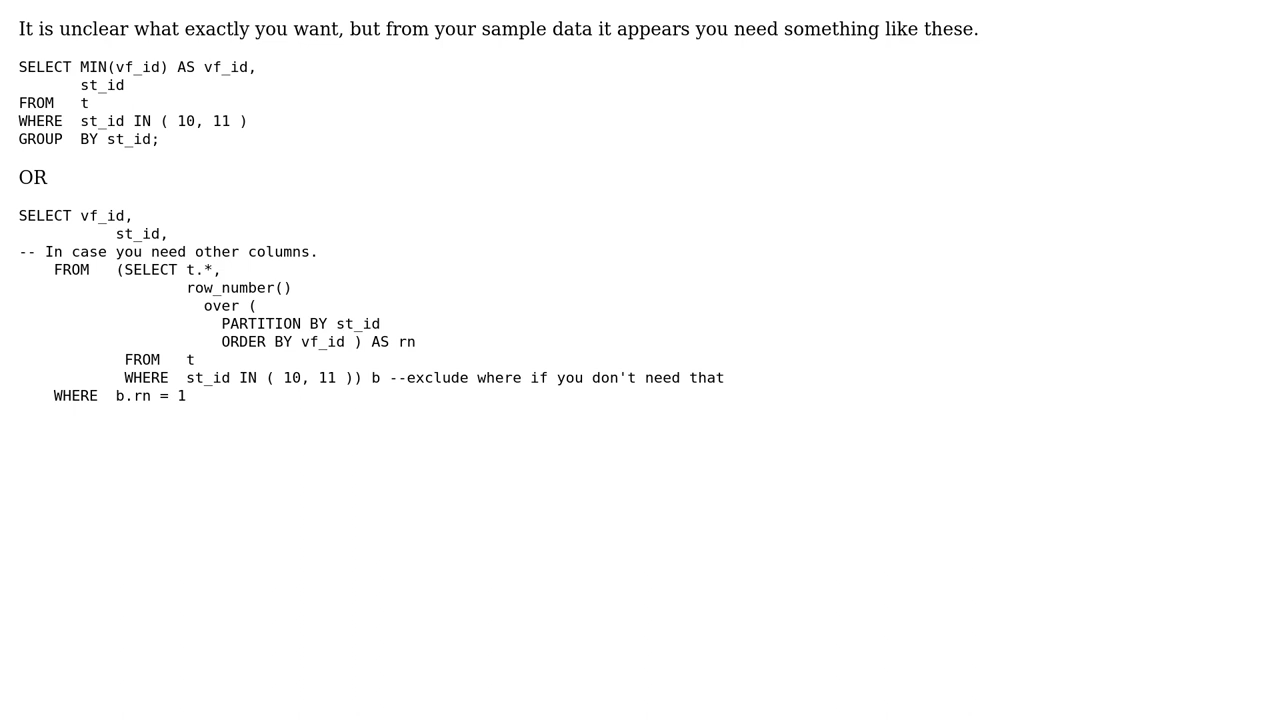 It is unclear what exactly you want, but from your sample data it appears you need something like these.
SELECT MIN(vf_id) AS vf_id,
       st_id
FROM   t
WHERE  st_id IN ( 10, 11 )
GROUP  BY st_id;
OR
SELECT vf_id,
           st_id,
-- In case you need other columns.
    FROM   (SELECT t.*,
                   row_number()
                     over (
                       PARTITION BY st_id
                       ORDER BY vf_id ) AS rn
            FROM   t
            WHERE  st_id IN ( 10, 11 )) b --exclude where if you don't need that
    WHERE  b.rn = 1